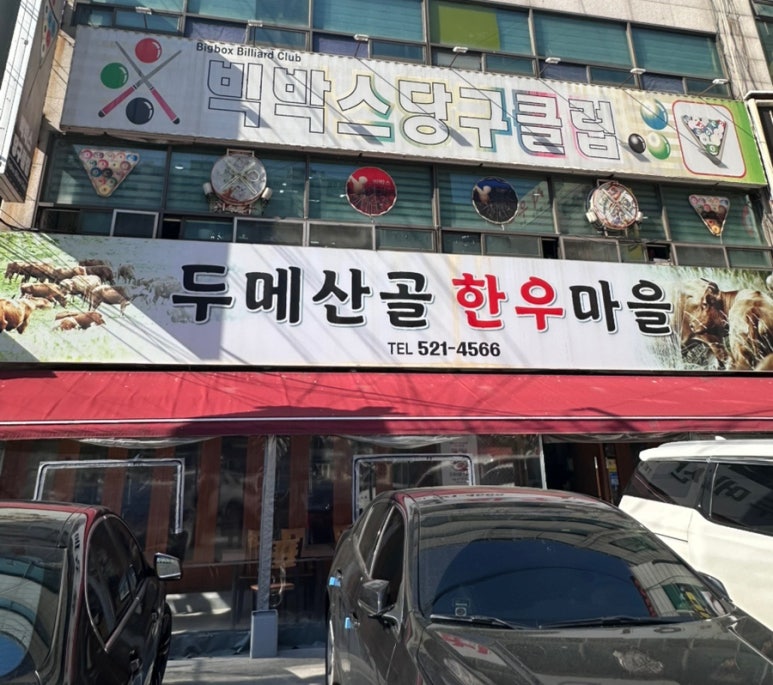 Bigbox Billiard Club
빅박스당구클럽
두메산골 한우마을
TEL 521-4566